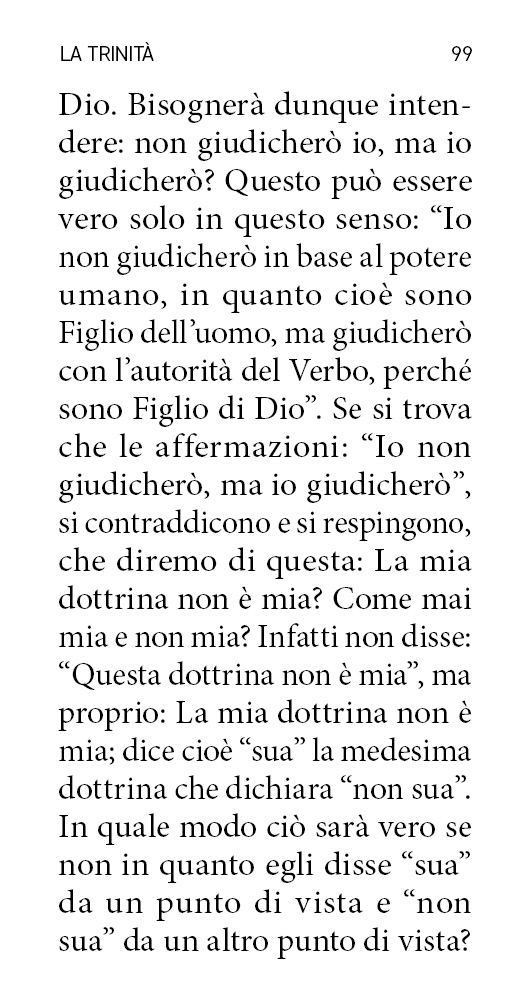 LA TRINITÀ 99
Dio. Bisognerà dunque inten-
dere: non giudicherò io, ma io
giudicherò? Questo può essere
vero solo in questo senso: “Io
non giudicherò in base al potere
umano, in quanto cioè sono
Figlio dell’uomo, ma giudicherò
con l’autorità del Verbo, perché
sono Figlio di Dio”. Se si trova
che le affermazioni: “Io non
giudicherò, ma io giudicherò”,
si contraddicono e si respingono,
che diremo di questa: La mia
dottrina non è mia? Come mai
mia e non mia? Infatti non disse:
“Questa dottrina non è mia”, ma
proprio: La mia dottrina non è
mia; dice cioè “sua” la medesima
dottrina che dichiara “non sua”.
In quale modo ciò sarà vero se
non in quanto egli disse “sua”
da un punto di vista e “non
sua” da un altro punto di vista?